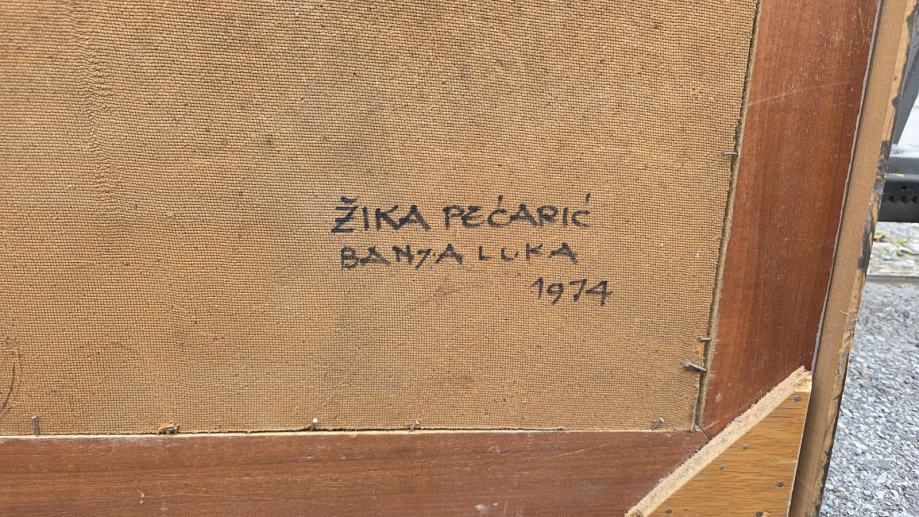 ŽIKA PEĆARIĆ
BANJA LUKA
1974